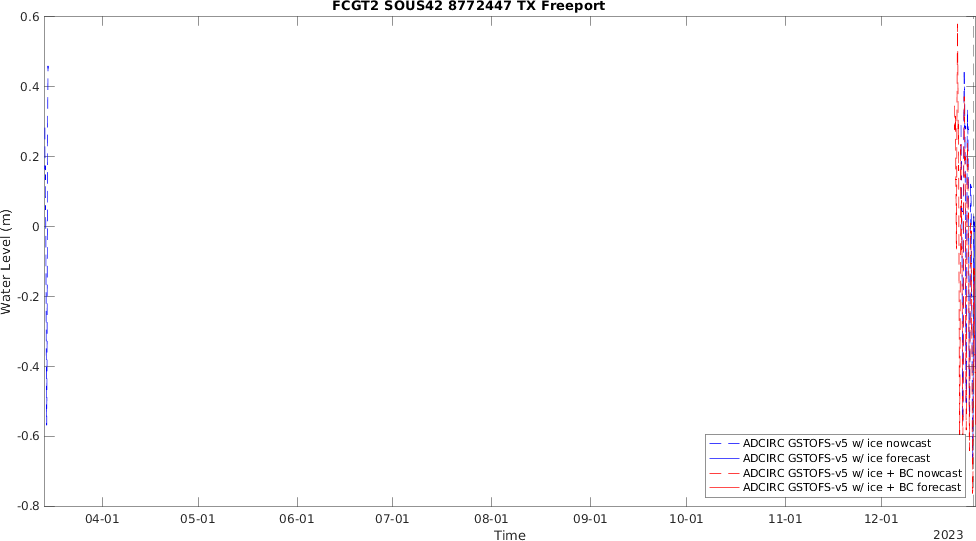 FCGT2 SOUS42 8772447 TX Freeport
0.6
0.4
0.2
0
-0.2
-0.4
-0.6
-0.8
Water Level (m)
ADCIRC GSTOFS-v5 w/ ice nowcast
ADCIRC GSTOFS-v5 w/ ice forecast
ADCIRC GSTOFS-v5 w/ ice + BC nowcast
ADCIRC GSTOFS-v5 w/ ice + BC forecast
04-01 05-01 06-01 07-01 08-01 09-01 10-01 11-01 12-01
Time
2023